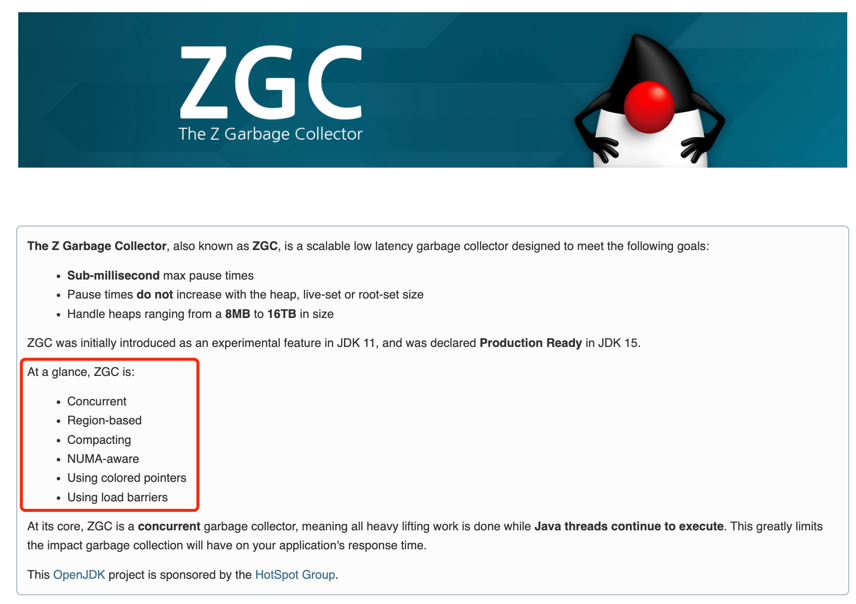 ZGC
The Z Garbage Collector
The Z Garbage Collector, also known as ZGC, is a scalable low latency garbage collector designed to meet the following goals:
• Sub-millisecond max pause times
• Pause times do not increase with the heap, live-set or root-set size
• Handle heaps ranging from a 8MB to 16TB in size
ZGC was initially introduced as an experimental feature in JDK 11, and was declared Production Ready in JDK 15.
At a glance, ZGC is:
• Concurrent
• Region-based
• Compacting
• NUMA-aware
• Using colored pointers
• Using load barriers
At its core, ZGC is a concurrent garbage collector, meaning all heavy lifting work is done while Java threads continue to execute. This greatly limits
the impact garbage collection will have on your application's response time.
This OpenJDK project is sponsored by the HotSpot Group.